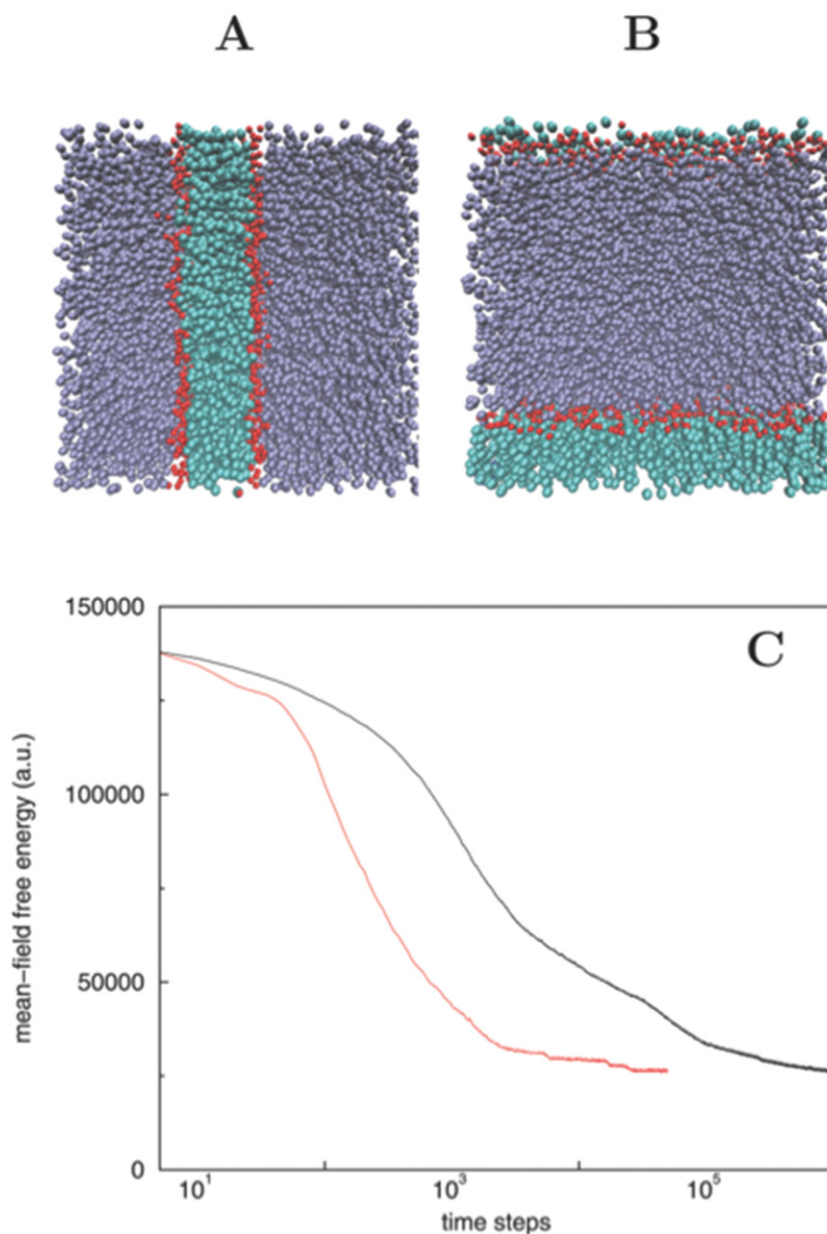 A B
150000
C
100000
50000
0
mean-field free energy (a.u.)
10¹ 10³ 10⁵
time steps